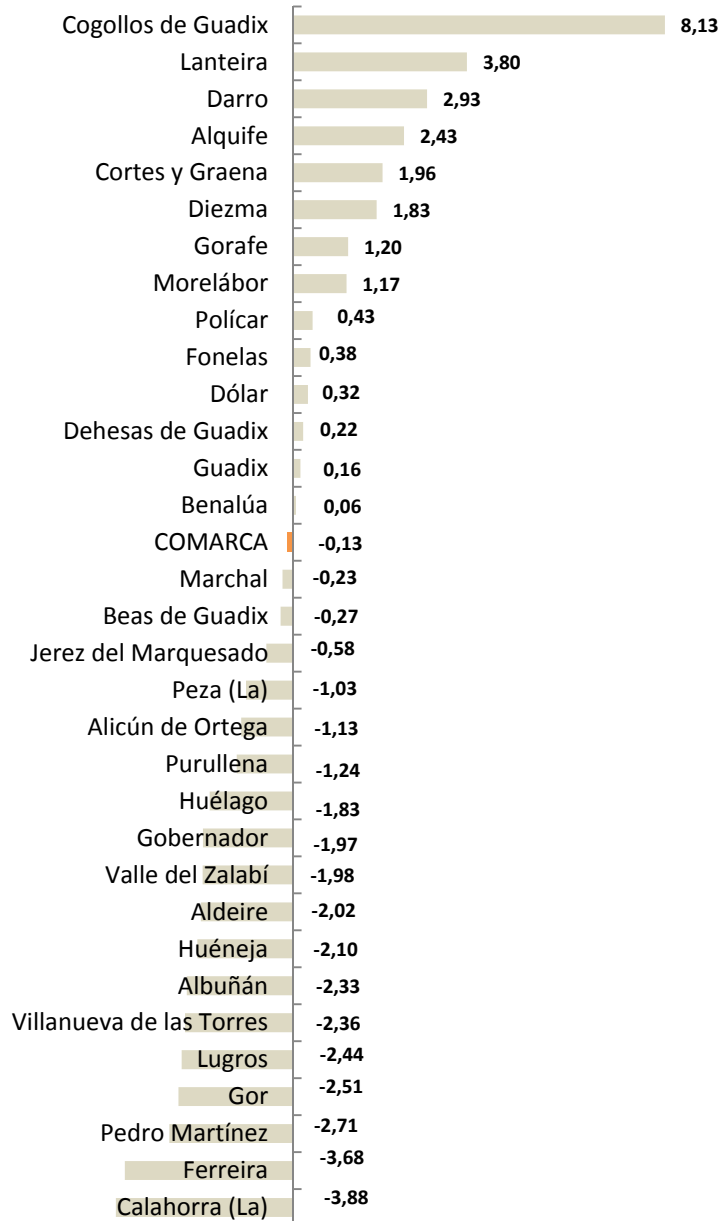 Cogollos de Guadix 8,13
Lanteira 3,80
Darro 2,93
Alquife 2,43
Cortes y Graena 1,96
Diezma 1,83
Gorafe 1,20
Morelábor 1,17
Polícar 0,43
Fonelas 0,38
Dólar 0,32
Dehesas de Guadix 0,22
Guadix 0,16
Benalúa 0,06
COMARCA -0,13
Marchal -0,23
Beas de Guadix -0,27
Jerez del Marquesado -0,58
Peza (La) -1,03
Alicún de Ortega -1,13
Purullena -1,24
Huélago -1,83
Gobernador -1,97
Valle del Zalabí -1,98
Aldeire -2,02
Huéneja -2,10
Albuñán -2,33
Villanueva de las Torres -2,36
Lugros -2,44
Gor -2,51
Pedro Martínez -2,71
Ferreira -3,68
Calahorra (La) -3,88